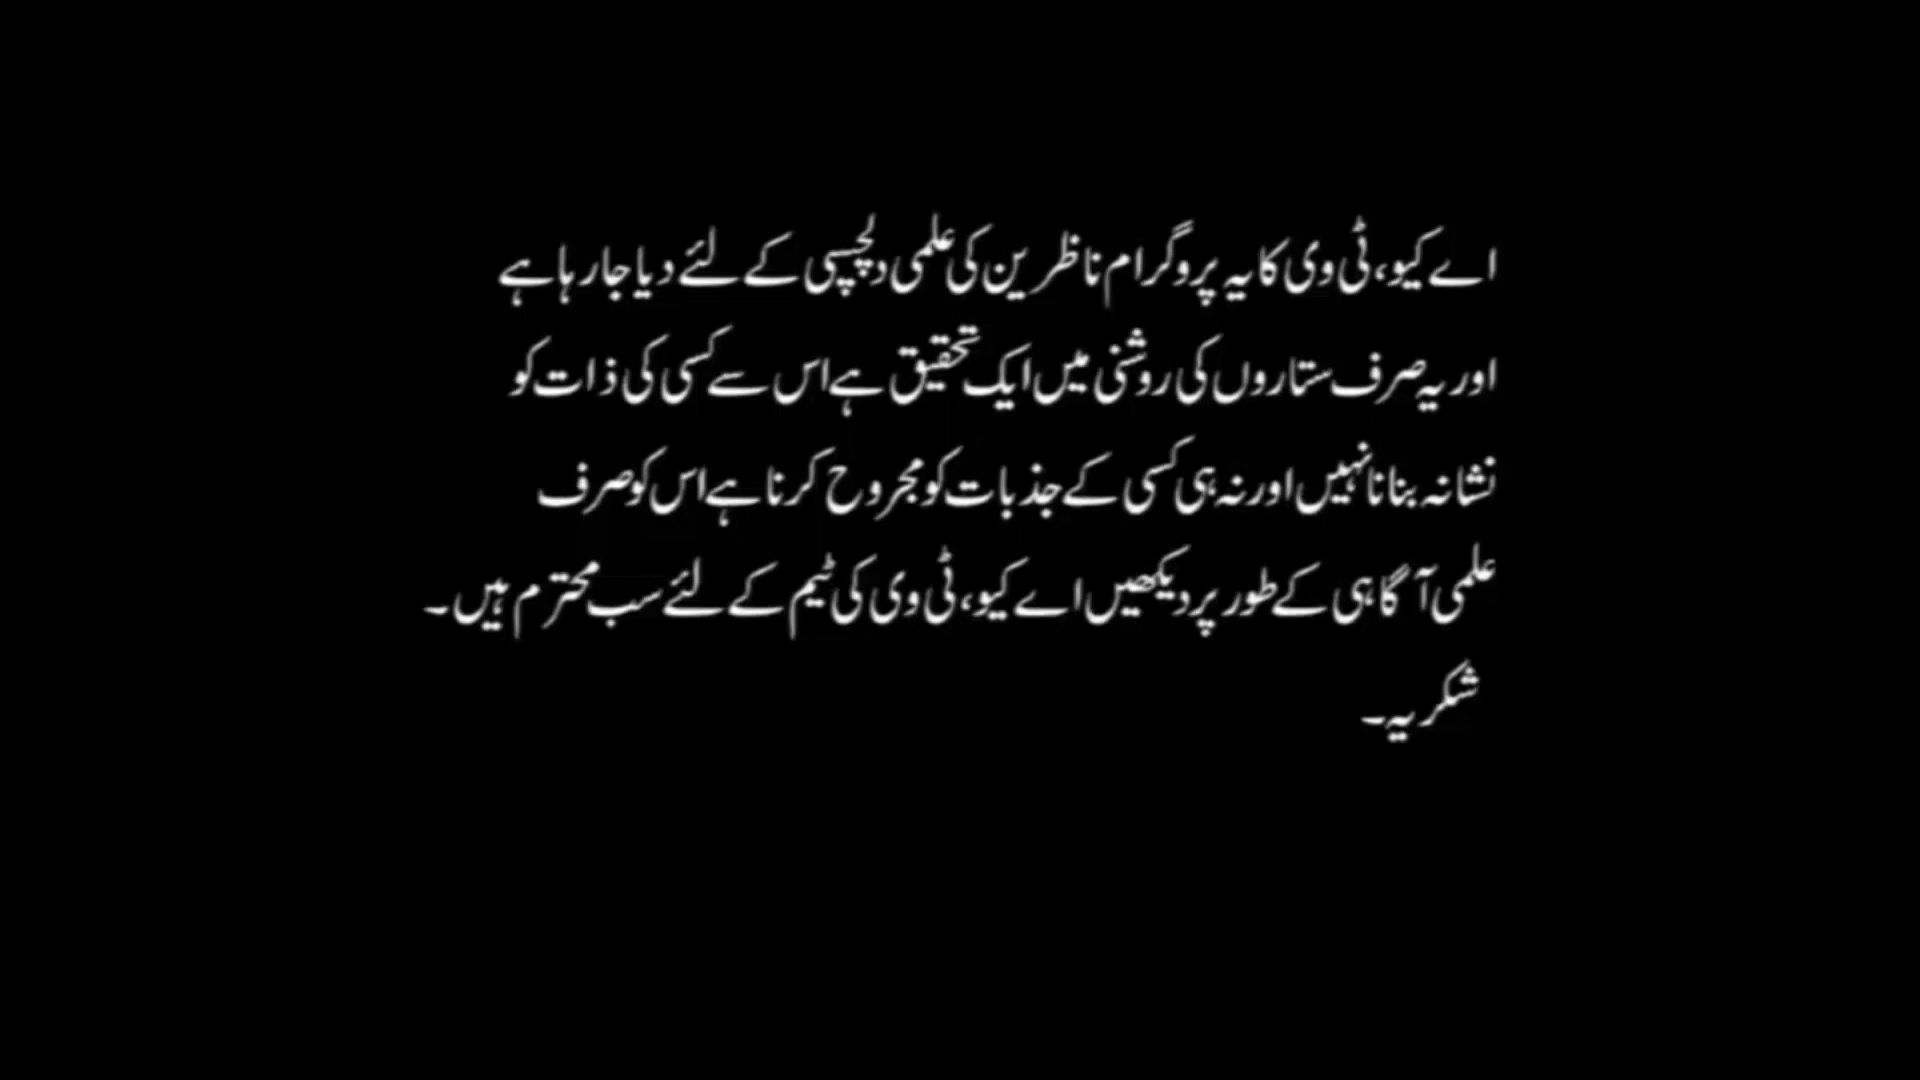 اے کیو، ٹی وی کا یہ پروگرام ناظرین کی علمی دلچسپی کے لئے دیا جا رہا ہے
اور یہ صرف ستاروں کی روشنی میں ایک تحقیق ہے اس سے کسی کی ذات کو
نشانہ بنانا نہیں اور نہ ہی کسی کے جذبات کو مجروح کرنا ہے اس کو صرف
علمی آگاہی کے طور پر دیکھیں اے کیو، ٹی وی کی ٹیم کے لئے سب محترم ہیں۔
شکریہ۔